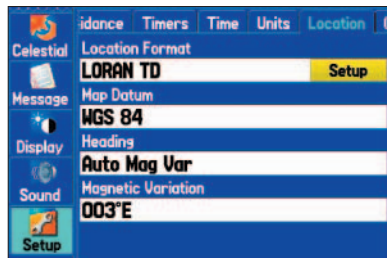 idance Timers Time Units Location
Celestial
Location Format
LORAN TD Setup
Message
Map Datum
WGS 84
Display
Heading
Auto Mag Var
Sound
Magnetic Variation
003°E
Setup